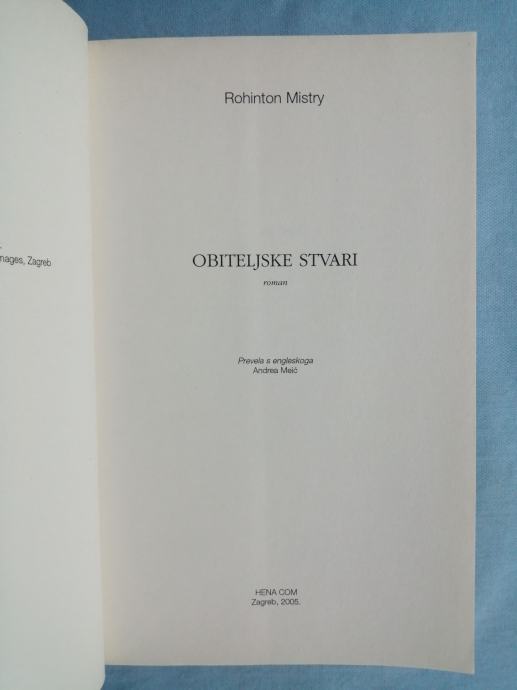 nages, Zagreb
Rohinton Mistry
OBITELJSKE STVARI
roman
Prevela s engleskoga
Andrea Meić
HENA COM
Zagreb, 2005.